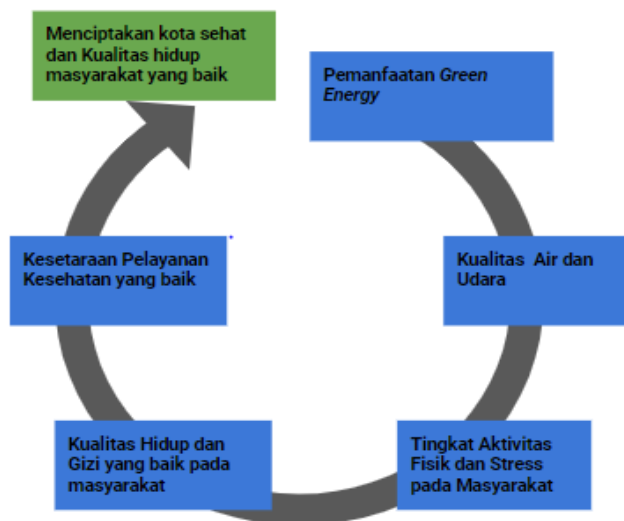 Menciptakan kota sehat
dan Kualitas hidup
masyarakat yang baik
Pemanfaatan Green
Energy
Kualitas Air dan
Udara
Tingkat Aktivitas
Fisik dan Stress
pada Masyarakat
Kualitas Hidup dan
Gizi yang baik pada
masyarakat
Kesetaraan Pelayanan
Kesehatan yang baik